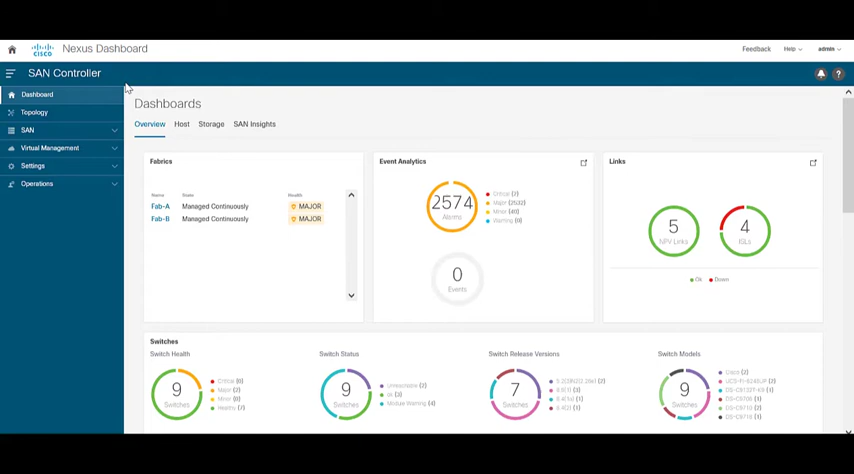 CISCO Nexus Dashboard Feedback Help admin
SAN Controller ?
Dashboard
Topology
SAN
Virtual Management
Settings
Operations
Dashboards
Overview Host Storage SAN Insights
Fabrics
Name Health
Fab-A Managed Continuously MAJOR
Fab-B Managed Continuously MAJOR
Event Analytics
2574
Alarms
Critical (2)
Major (2532)
Minor (40)
Warning (0)
0
Events
Links
5
NPV Links
4
ISLs
Ok Down
Switches
Switch Health
9
Switches
Critical (0)
Major (2)
Minor (0)
Healthy (7)
Switch Status
9
Switches
Unreachable (2)
ok (3)
Module Warning (4)
Switch Release Versions
7
Switches
Switch Models
9
Switches
Cisco (2)